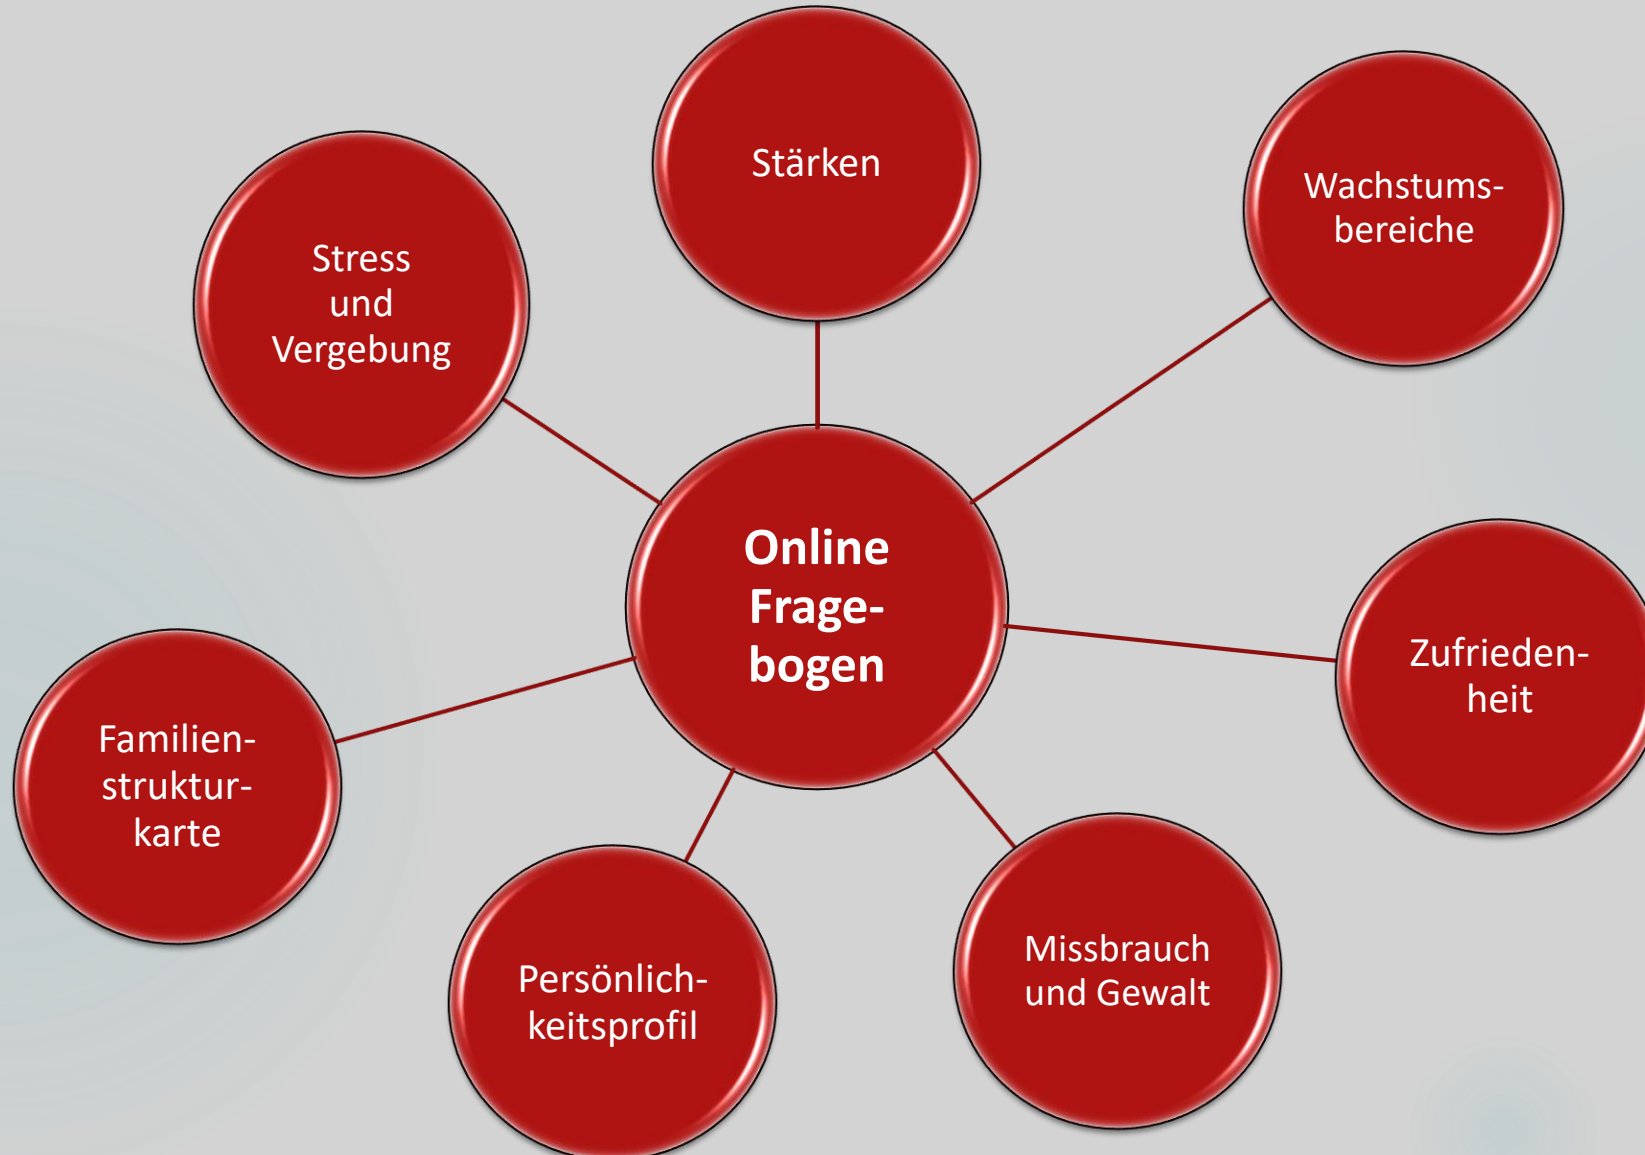 Stärken
Wachstums-
bereiche
Stress
und
Vergebung
Online
Frage-
bogen
Zufrieden-
heit
Familien-
struktur-
karte
Persönlich-
keitsprofil
Missbrauch
und Gewalt